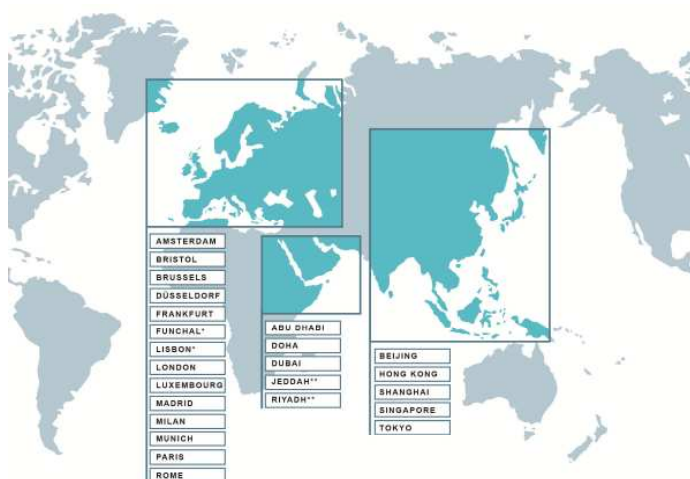 AMSTERDAM
BRISTOL
BRUSSELS
DÜSSELDORF
FRANKFURT
FUNCHAL*
LISBON*
LONDON
LUXEMBOURG
MADRID
MILAN
MUNICH
PARIS
ROME
ABU DHABI
DOHA
DUBAI
JEDDAH**
RIYADH**
BEIJING
HONG KONG
SHANGHAI
SINGAPORE
TOKYO